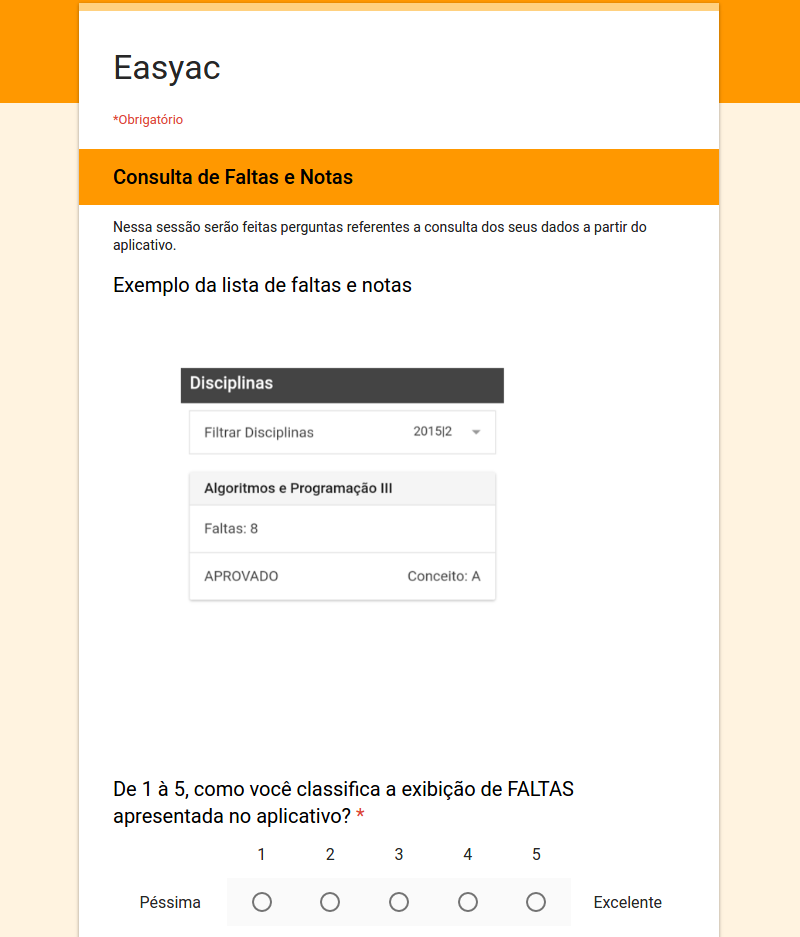 Easyac
*Obrigatório
Consulta de Faltas e Notas
Nessa sessão serão feitas perguntas referentes a consulta dos seus dados a partir do
aplicativo.
Exemplo da lista de faltas e notas
Disciplinas
Filtrar Disciplinas 2015|2
Algoritmos e Programação III
Faltas: 8
APROVADO Conceito: A
De 1 à 5, como você classifica a exibição de FALTAS
apresentada no aplicativo? *
1 2 3 4 5
Péssima Excelente